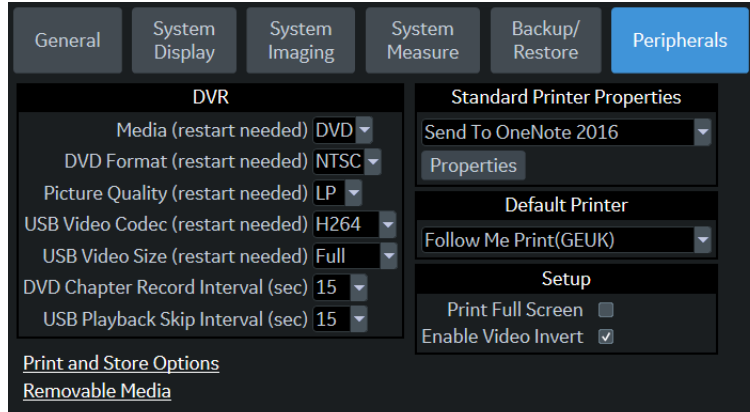 General
System
Display
System
Imaging
System
Measure
Backup/
Restore
Peripherals
DVR
Media (restart needed) DVD
DVD Format (restart needed) NTSC
Picture Quality (restart needed) LP
USB Video Codec (restart needed) H264
USB Video Size (restart needed) Full
DVD Chapter Record Interval (sec) 15
USB Playback Skip Interval (sec) 15
Print and Store Options
Removable Media
Standard Printer Properties
Send To OneNote 2016
Properties
Default Printer
Follow Me Print(GEUK)
Setup
Print Full Screen
Enable Video Invert